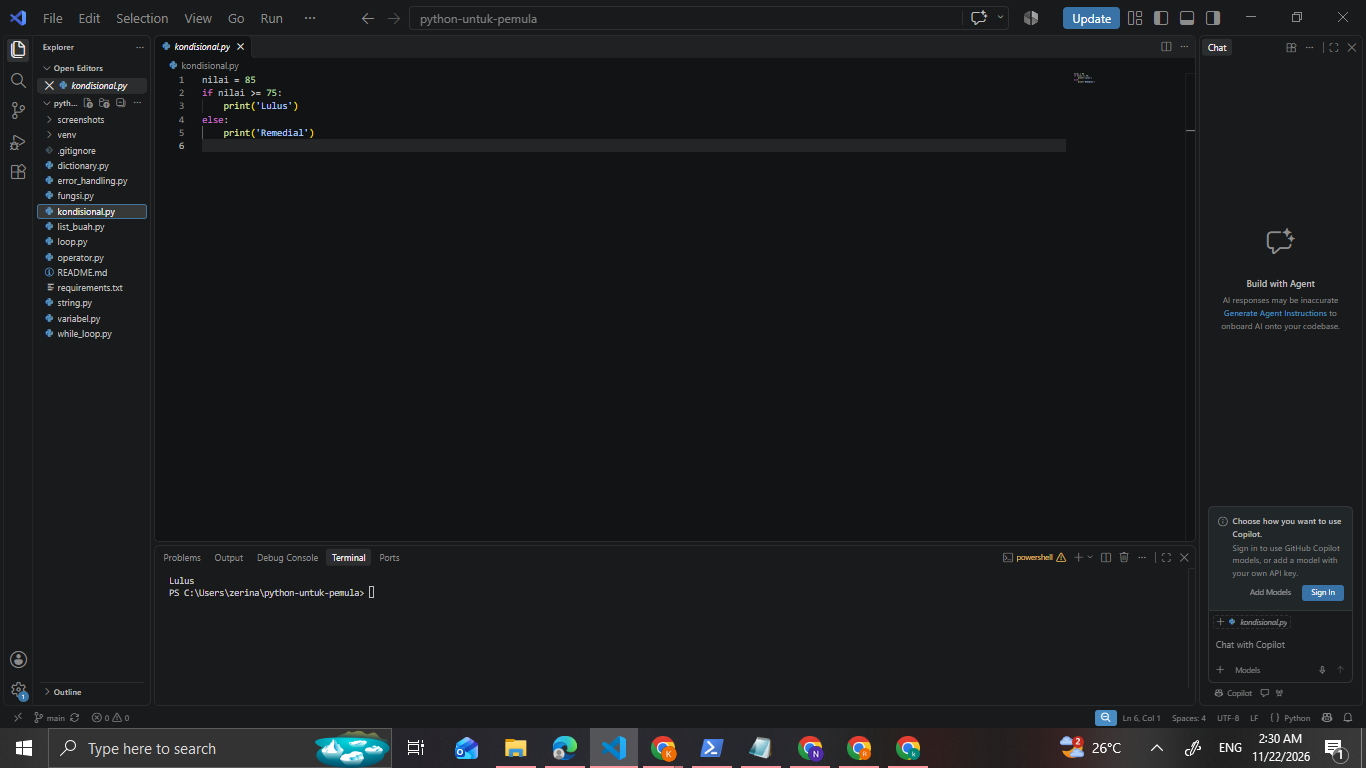 File Edit Selection View Go Run ··· python-untuk-pemula Update
Explorer ···
Open Editors
kondisional.py
pyth... ···
screenshots
venv
.gitignore
dictionary.py
error_handling.py
fungsi.py
kondisional.py
list_buah.py
loop.py
operator.py
README.md
requirements.txt
string.py
variabel.py
while_loop.py
Outline
kondisional.py
kondisional.py
1 nilai = 85
2 if nilai >= 75:
3     print('Lulus')
4 else:
5     print('Remedial')
6
Problems Output Debug Console Terminal Ports powershell
Lulus
PS C:\Users\zerina\python-untuk-pemula>
Chat
Build with Agent
AI responses may be inaccurate
Generate Agent Instructions to
onboard AI onto your codebase.
Choose how you want to use
Copilot.
Sign in to use GitHub Copilot
models, or add a model with
your own API key.
Add Models Sign In
kondisional.py
Chat with Copilot
Models
Copilot
1
main 0 0 Ln 6, Col 1 Spaces: 4 UTF-8 LF { } Python
Type here to search
K
N
R
k
2
26°C
ENG
2:30 AM
11/22/2026
1